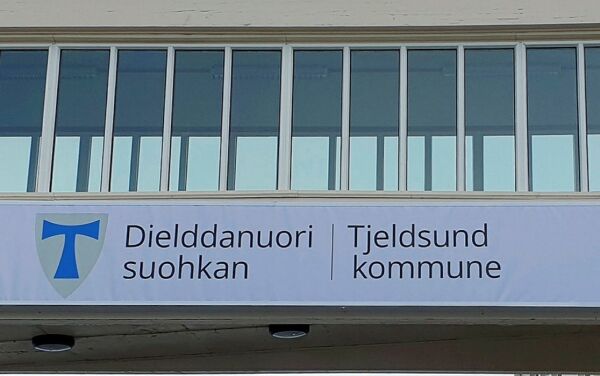 Dielddanuori
suohkan
Tjeldsund
kommune